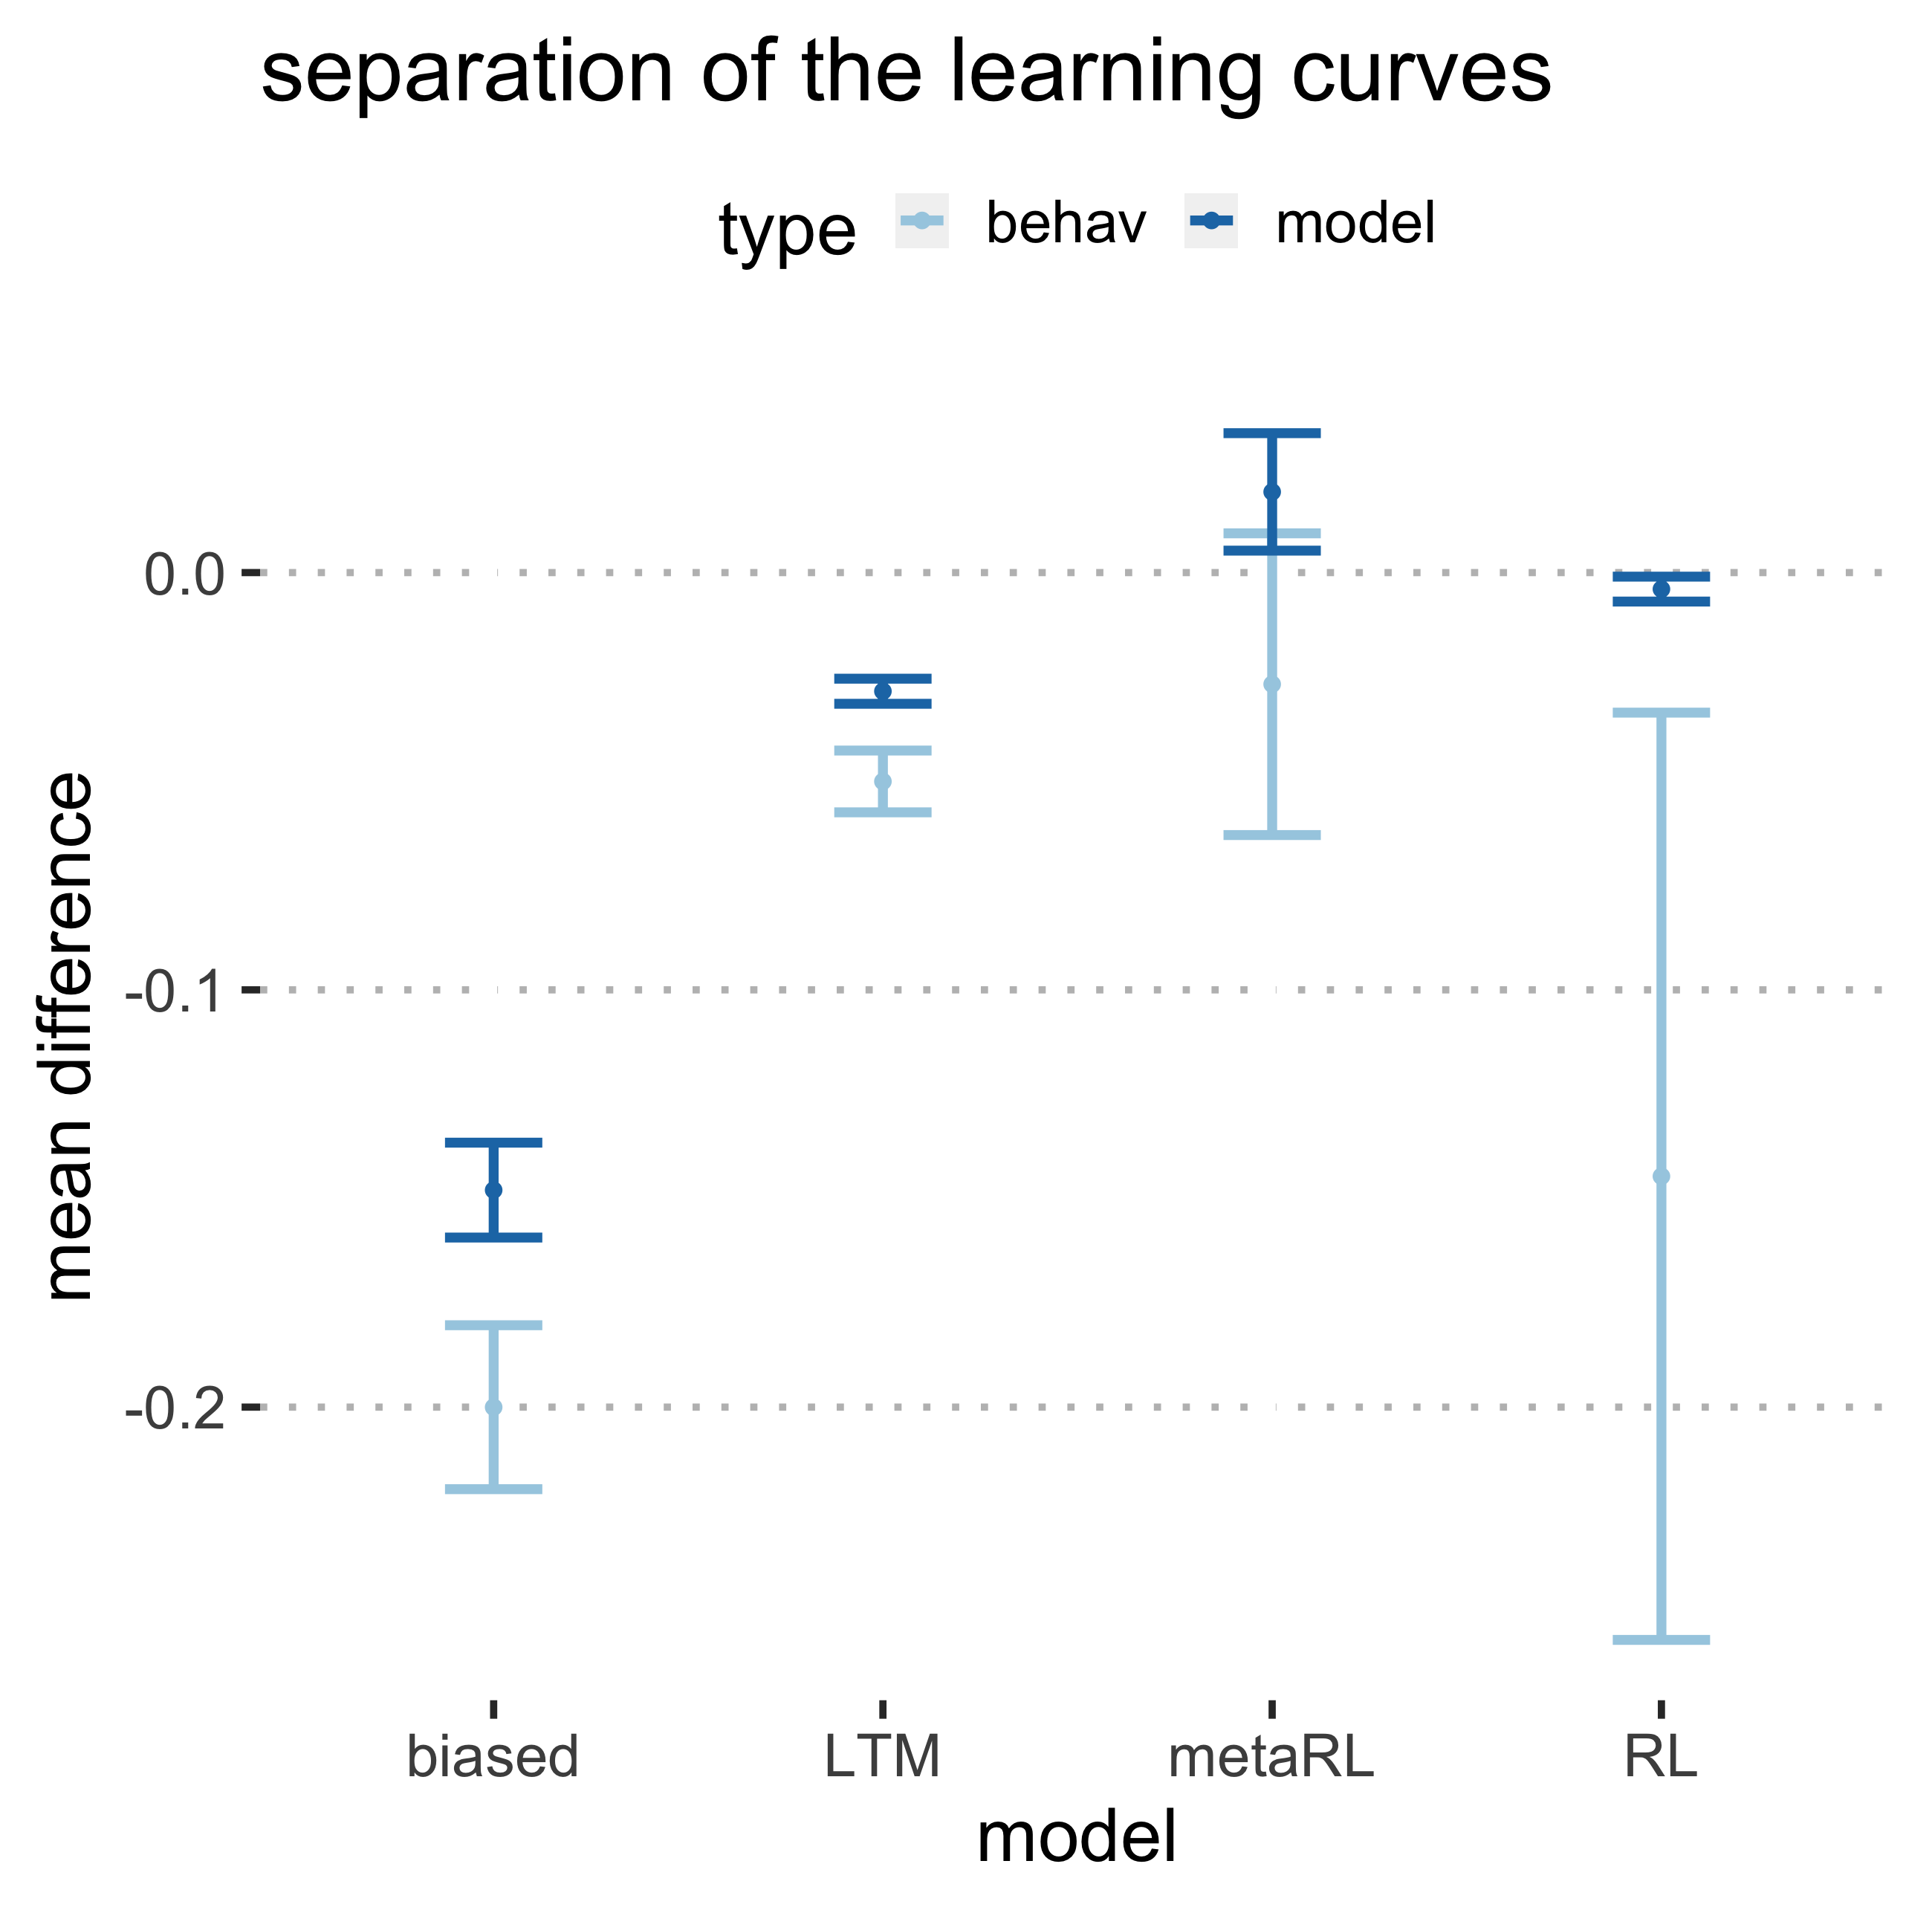 separation of the learning curves
type behav model
0.0
-0.1
-0.2
mean difference
biased LTM metaRL RL
model